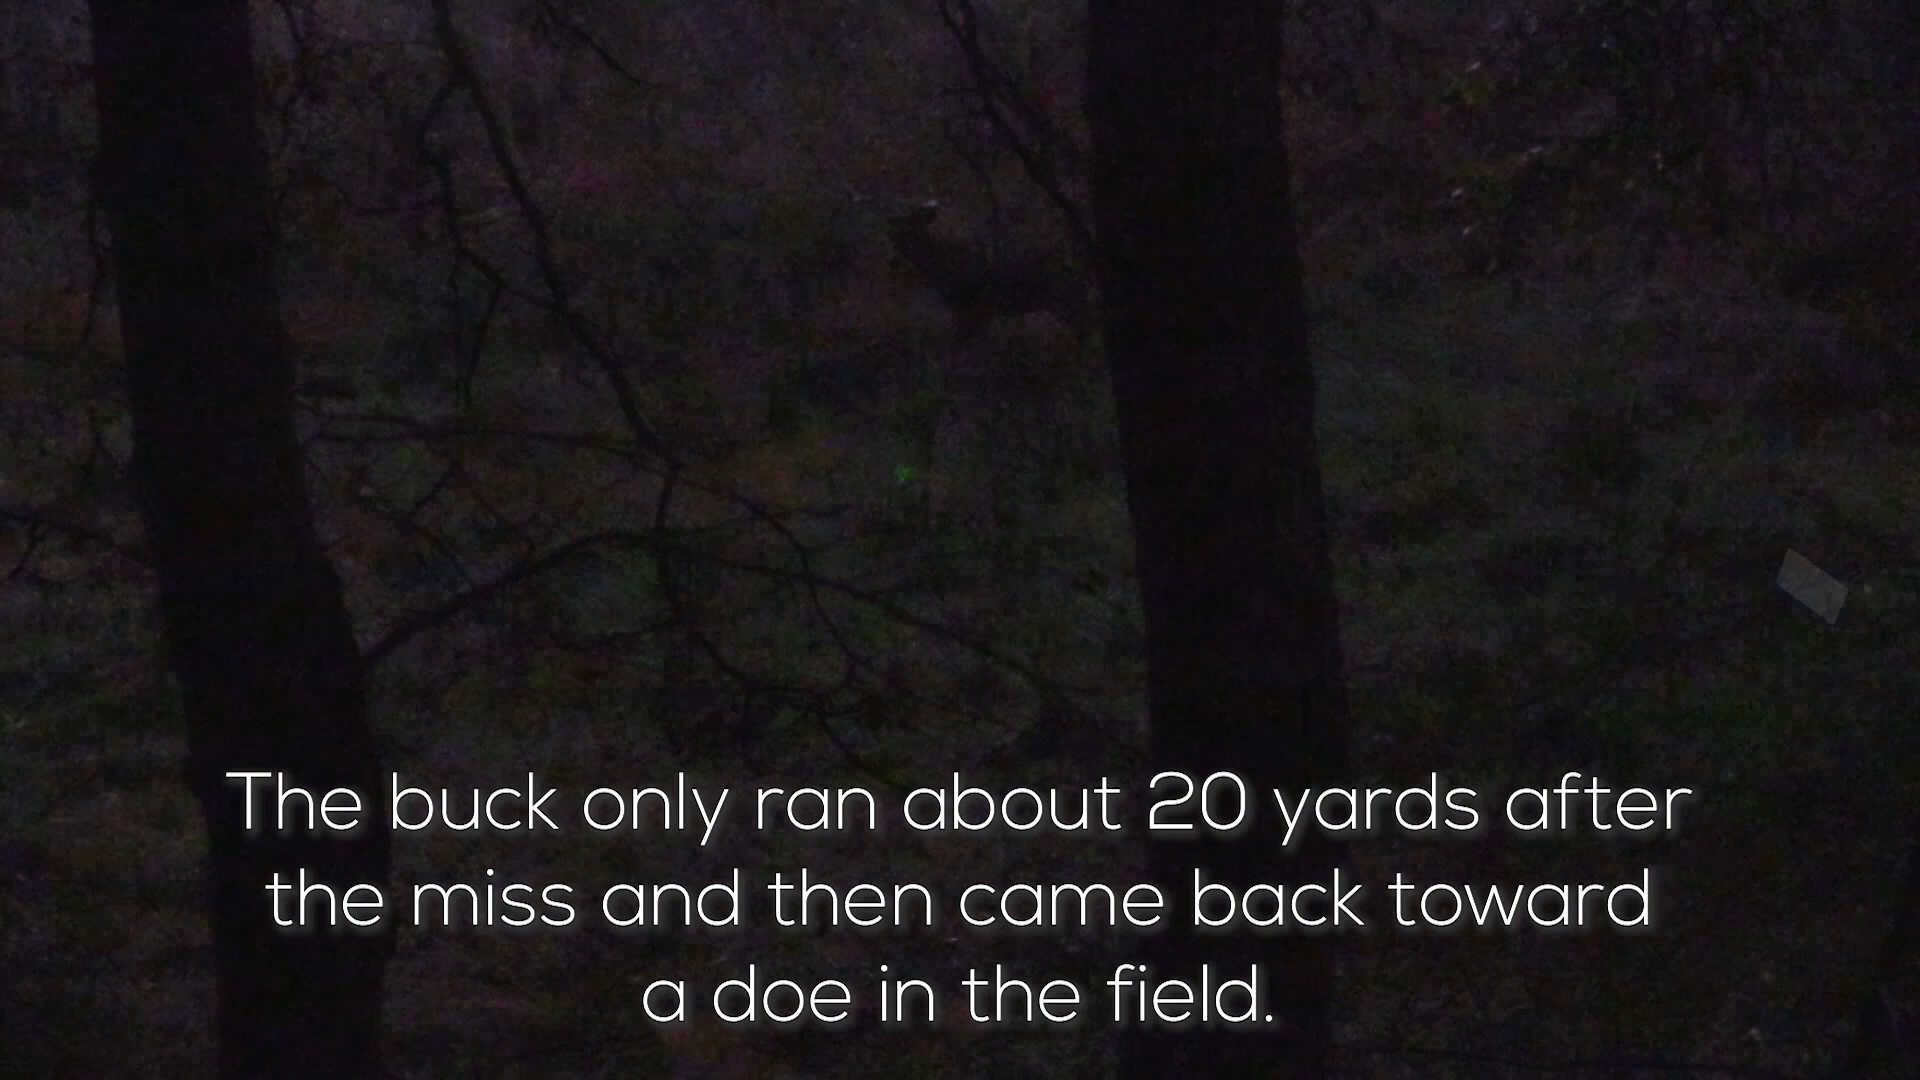 The buck only ran about 20 yards after
the miss and then came back toward
a doe in the field.